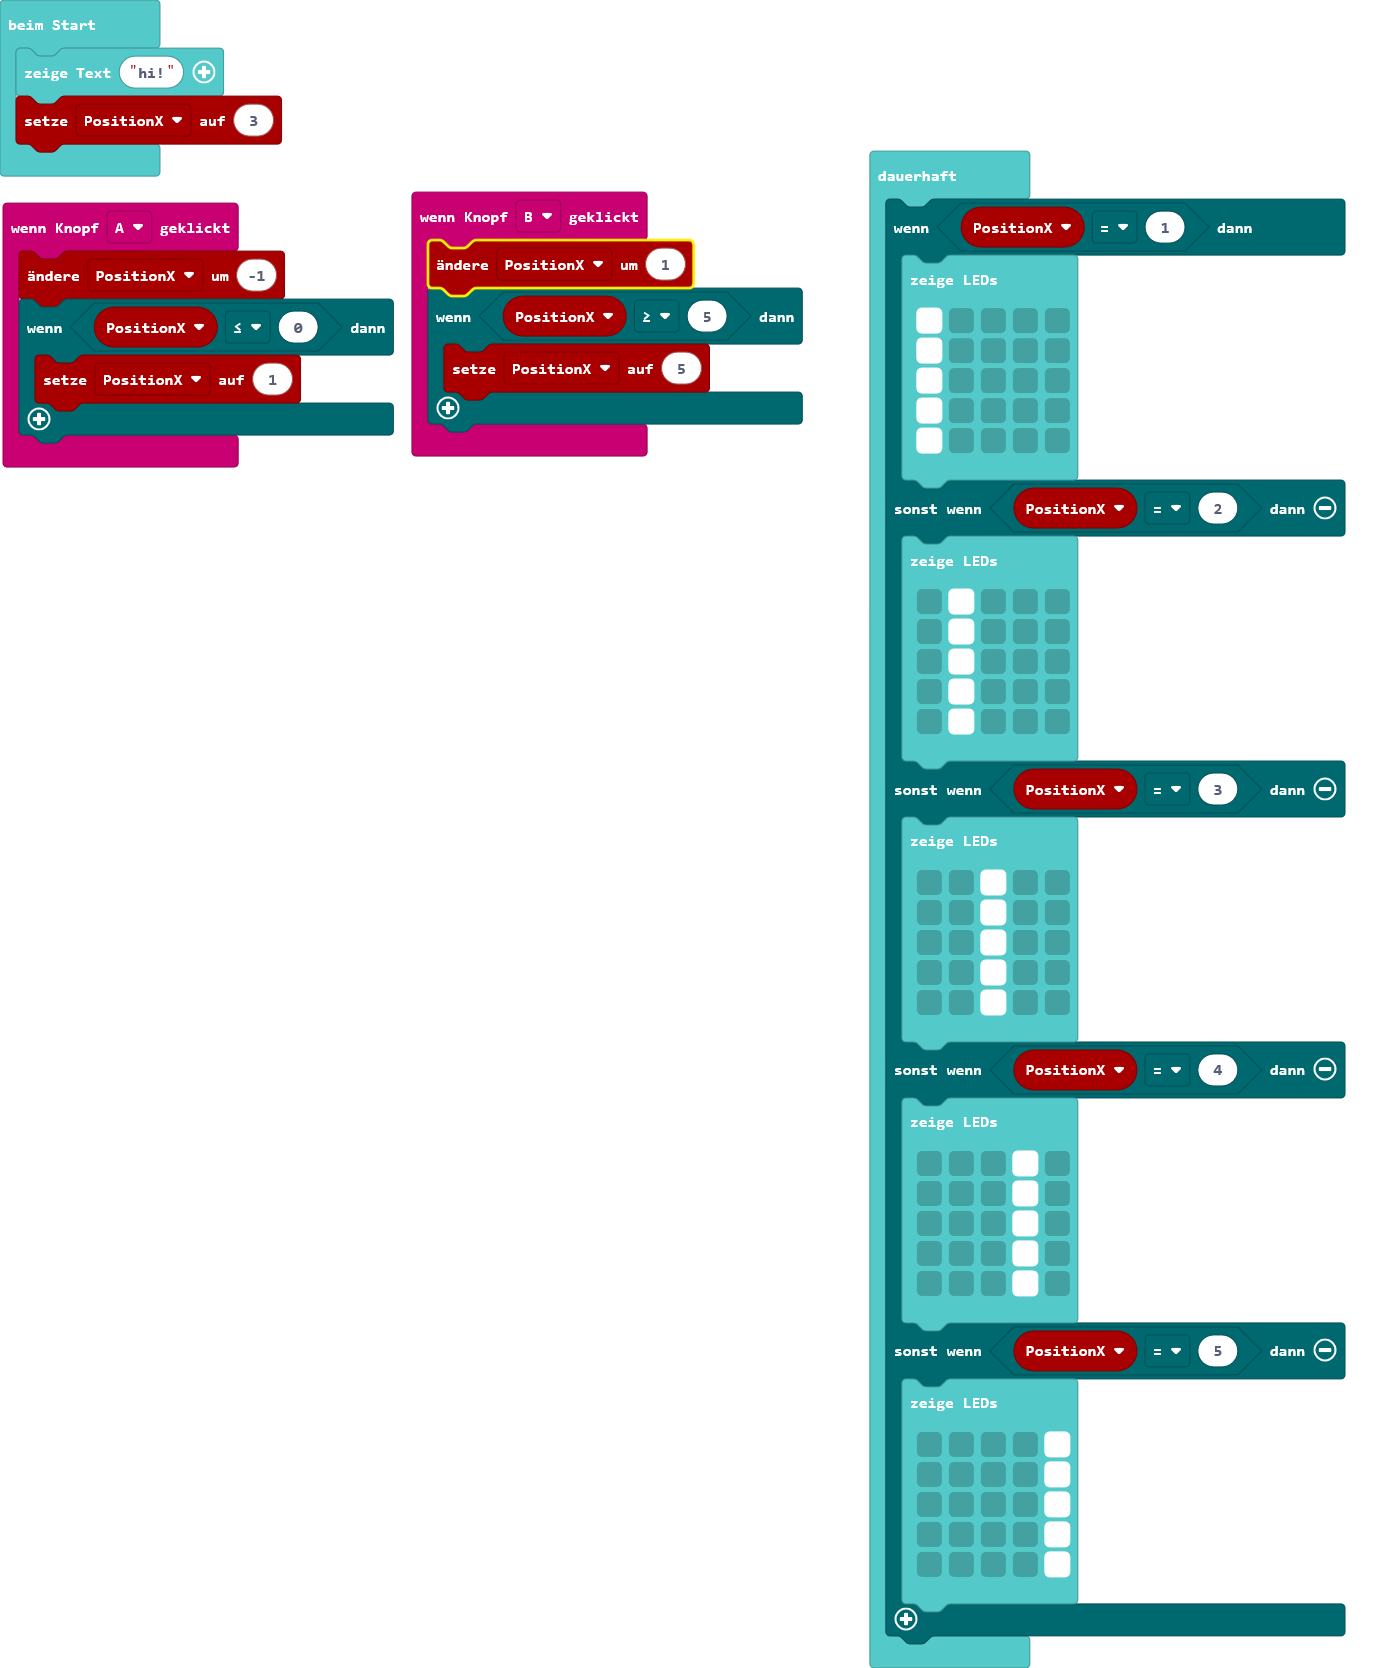 beim Start
zeige Text "hi!"
setze PositionX auf 3
wenn Knopf A geklickt
ändere PositionX um -1
wenn PositionX ≤ 0 dann
setze PositionX auf 1
wenn Knopf B geklickt
ändere PositionX um 1
wenn PositionX ≥ 5 dann
setze PositionX auf 5
dauerhaft
wenn PositionX = 1 dann
zeige LEDs
sonst wenn PositionX = 2 dann
zeige LEDs
sonst wenn PositionX = 3 dann
zeige LEDs
sonst wenn PositionX = 4 dann
zeige LEDs
sonst wenn PositionX = 5 dann
zeige LEDs